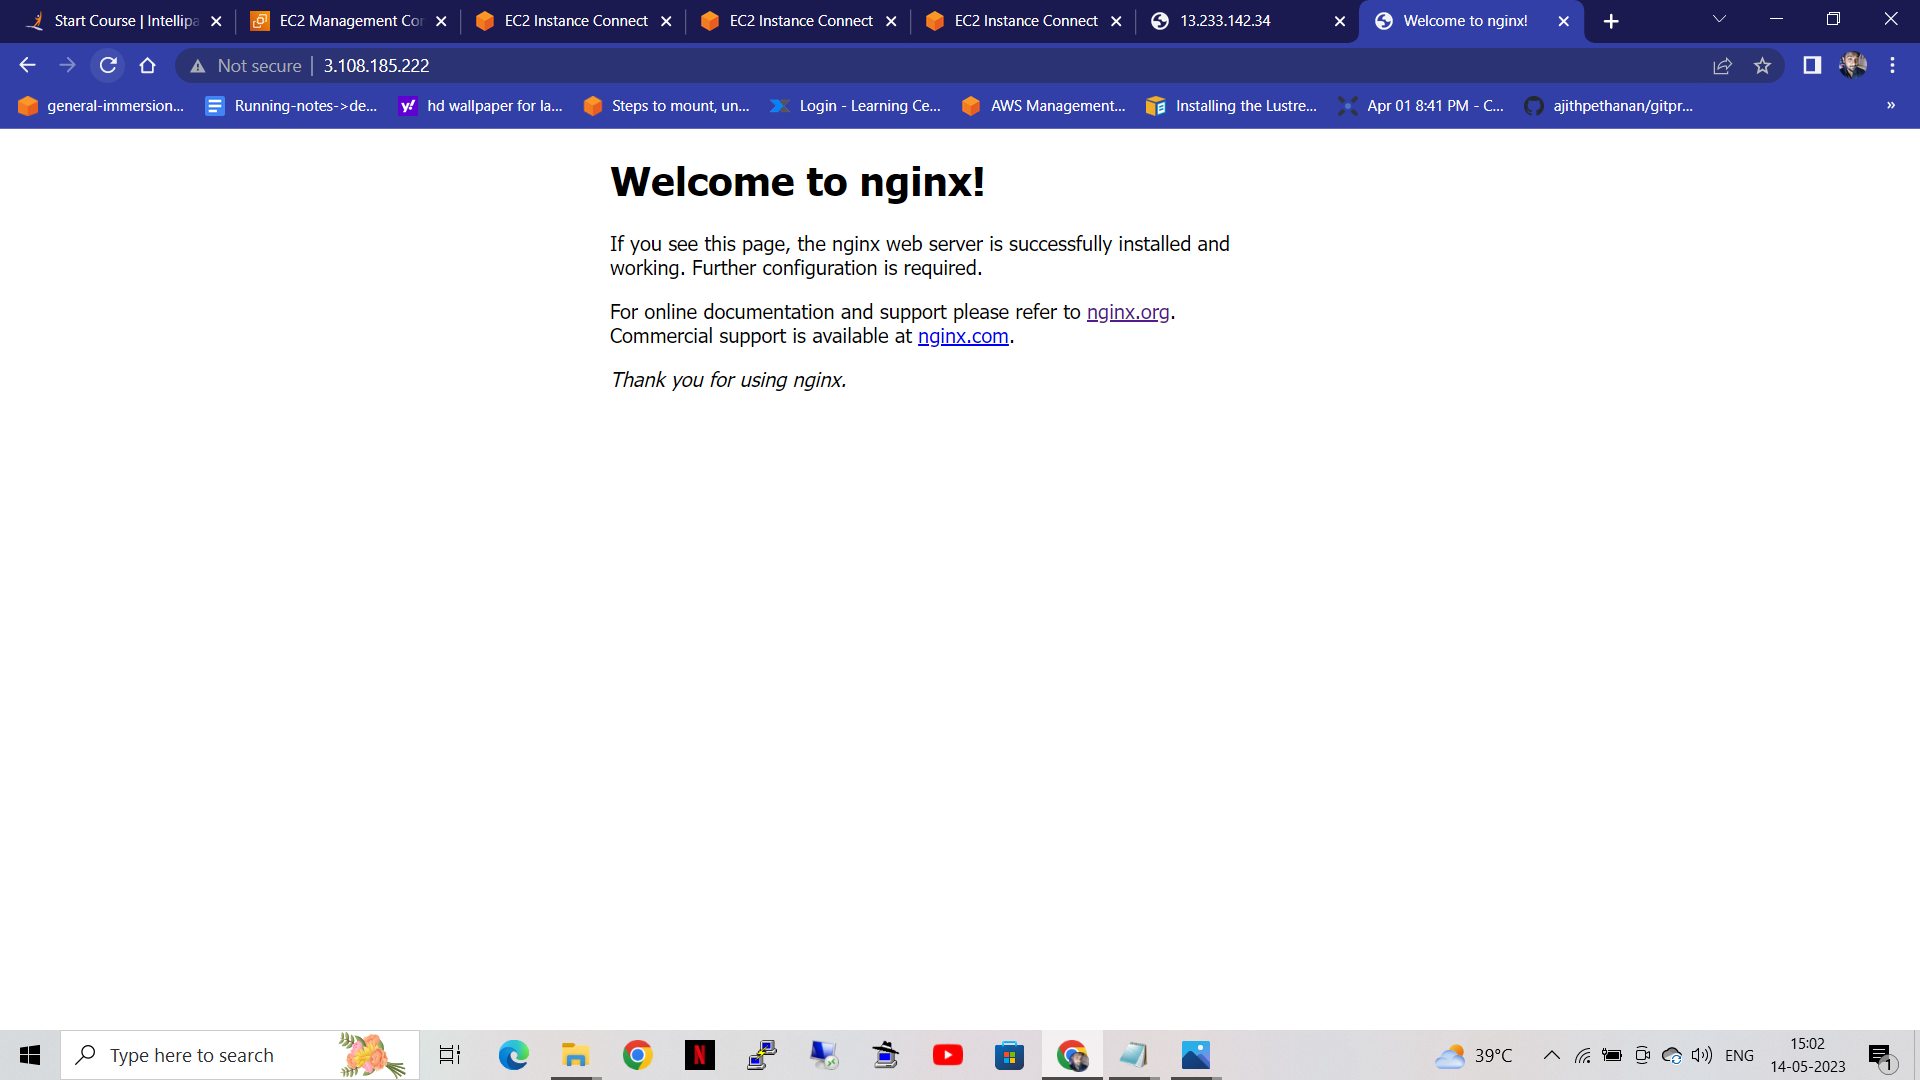 Start Course | Intellipa
EC2 Management Con
EC2 Instance Connect
EC2 Instance Connect
EC2 Instance Connect
13.233.142.34
Welcome to nginx!
Not secure
3.108.185.222
general-immersion...
Running-notes->de...
hd wallpaper for la...
Steps to mount, un...
Login - Learning Ce...
AWS Management...
Installing the Lustre...
Apr 01 8:41 PM - C...
ajithpethanan/gitpr...
»
Welcome to nginx!
If you see this page, the nginx web server is successfully installed and
working. Further configuration is required.
For online documentation and support please refer to nginx.org.
Commercial support is available at nginx.com.
Thank you for using nginx.
Type here to search
39°C
ENG
15:02
14-05-2023
1